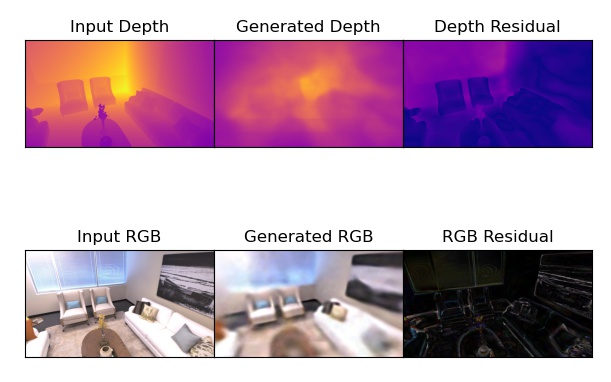 Input Depth
Generated Depth
Depth Residual
Input RGB
Generated RGB
RGB Residual